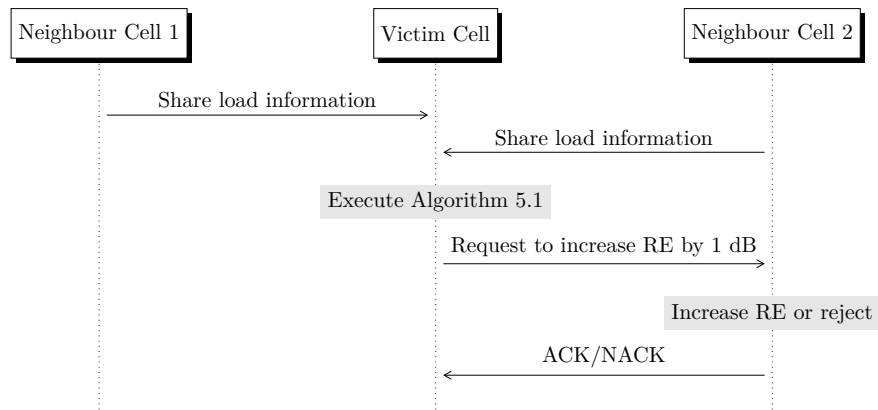 Neighbour Cell 1
Victim Cell
Neighbour Cell 2
Share load information
Share load information
Execute Algorithm 5.1
Request to increase RE by 1 dB
Increase RE or reject
ACK/NACK